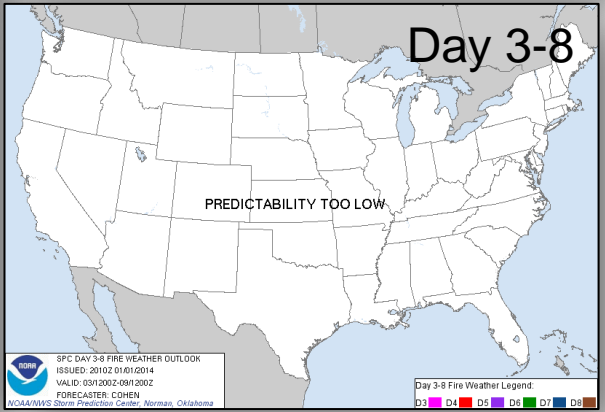 Day 3-8
PREDICTABILITY TOO LOW
NOAA
SPC DAY 3-8 FIRE WEATHER OUTLOOK
ISSUED: 2010Z 01/01/2014
VALID: 03/1200Z-09/1200Z
FORECASTER: COHEN
NOAA/NWS Storm Prediction Center, Norman, Oklahoma
Day 3-8 Fire Weather Legend:
D3 D4 D5 D6 D7 D8